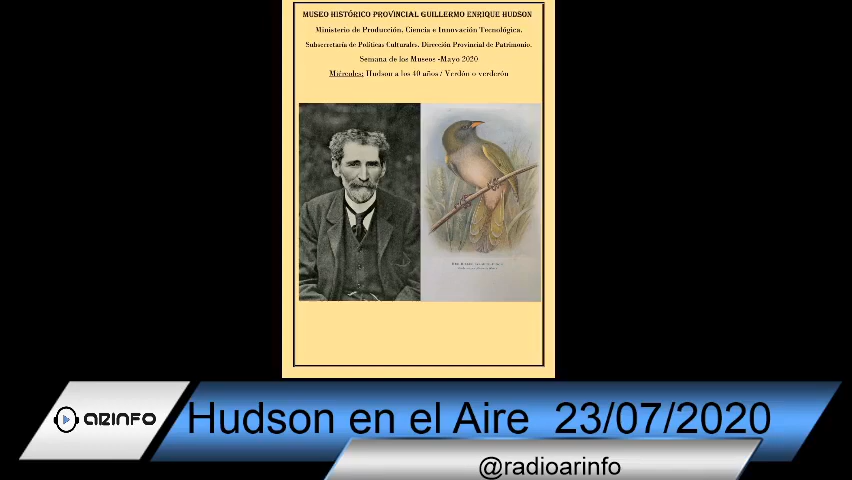 MUSEO HISTÓRICO PROVINCIAL GUILLERMO ENRIQUE HUDSON
Ministerio de Producción, Ciencia e Innovación Tecnológica.
Subsecretaría de Políticas Culturales. Dirección Provincial de Patrimonio.
Semana de los Museos -Mayo 2020
Miércoles: Hudson a los 40 años / Verdón o verderón
ARINFO
Hudson en el Aire 23/07/2020
@radioarinfo